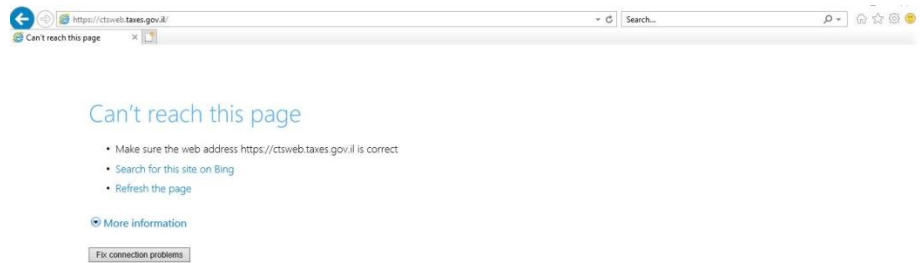 https://ctsweb.taxes.gov.il/
Search...
Can't reach this page
Can't reach this page
Make sure the web address https://ctsweb.taxes.gov.il is correct
Search for this site on Bing
Refresh the page
More information
Fix connection problems